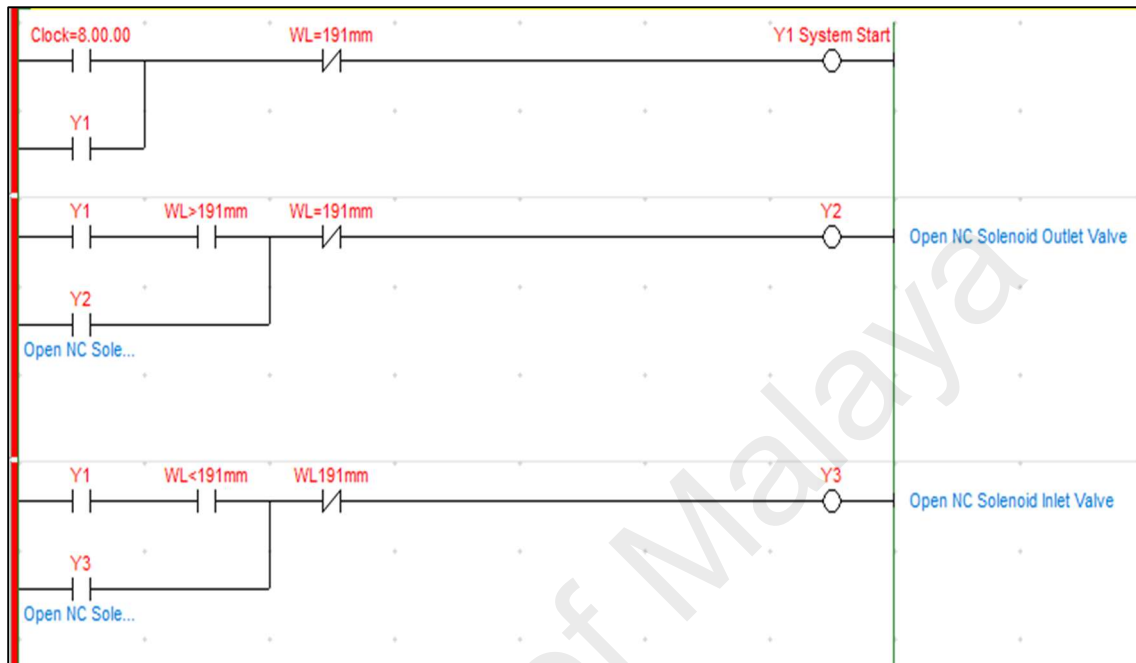 Clock=8.00.00 WL=191mm Y1 System Start
Y1
Y1 WL>191mm WL=191mm Y2
Open NC Solenoid Outlet Valve
Y2
Open NC Sole...
Y1 WL<191mm WL191mm Y3
Open NC Solenoid Inlet Valve
Y3
Open NC Sole...
of Malaya